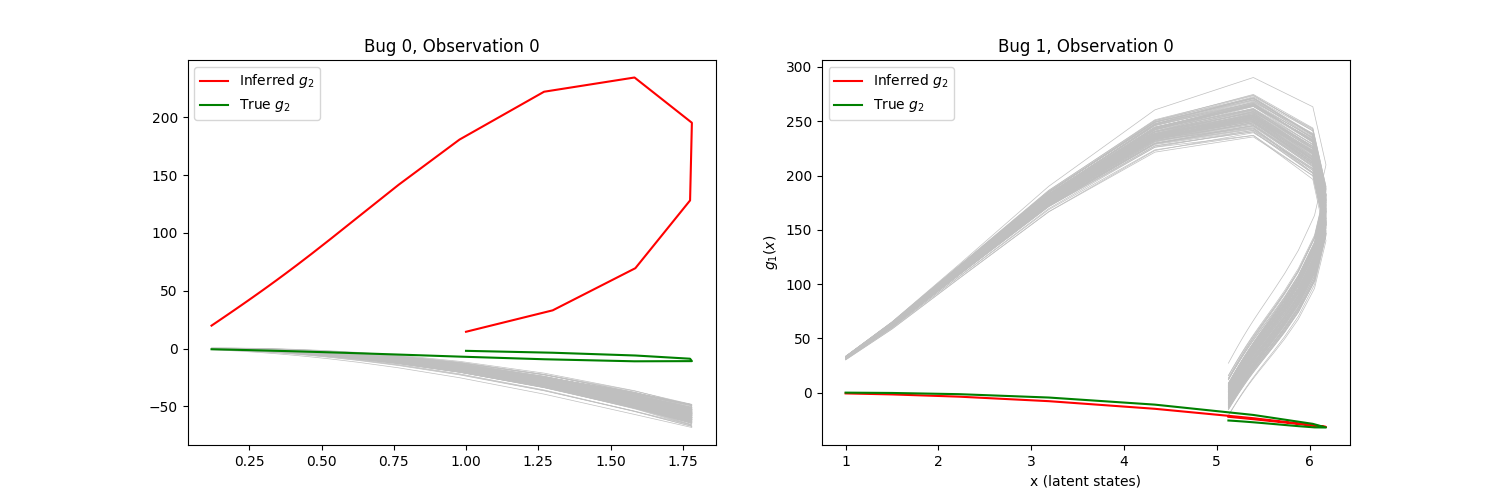 Bug 0, Observation 0
Inferred g₂
True g₂
200
150
100
50
0
−50
0.25 0.50 0.75 1.00 1.25 1.50 1.75
Bug 1, Observation 0
Inferred g₂
True g₂
300
250
200
150
100
50
0
g₁(x)
1 2 3 4 5 6
x (latent states)